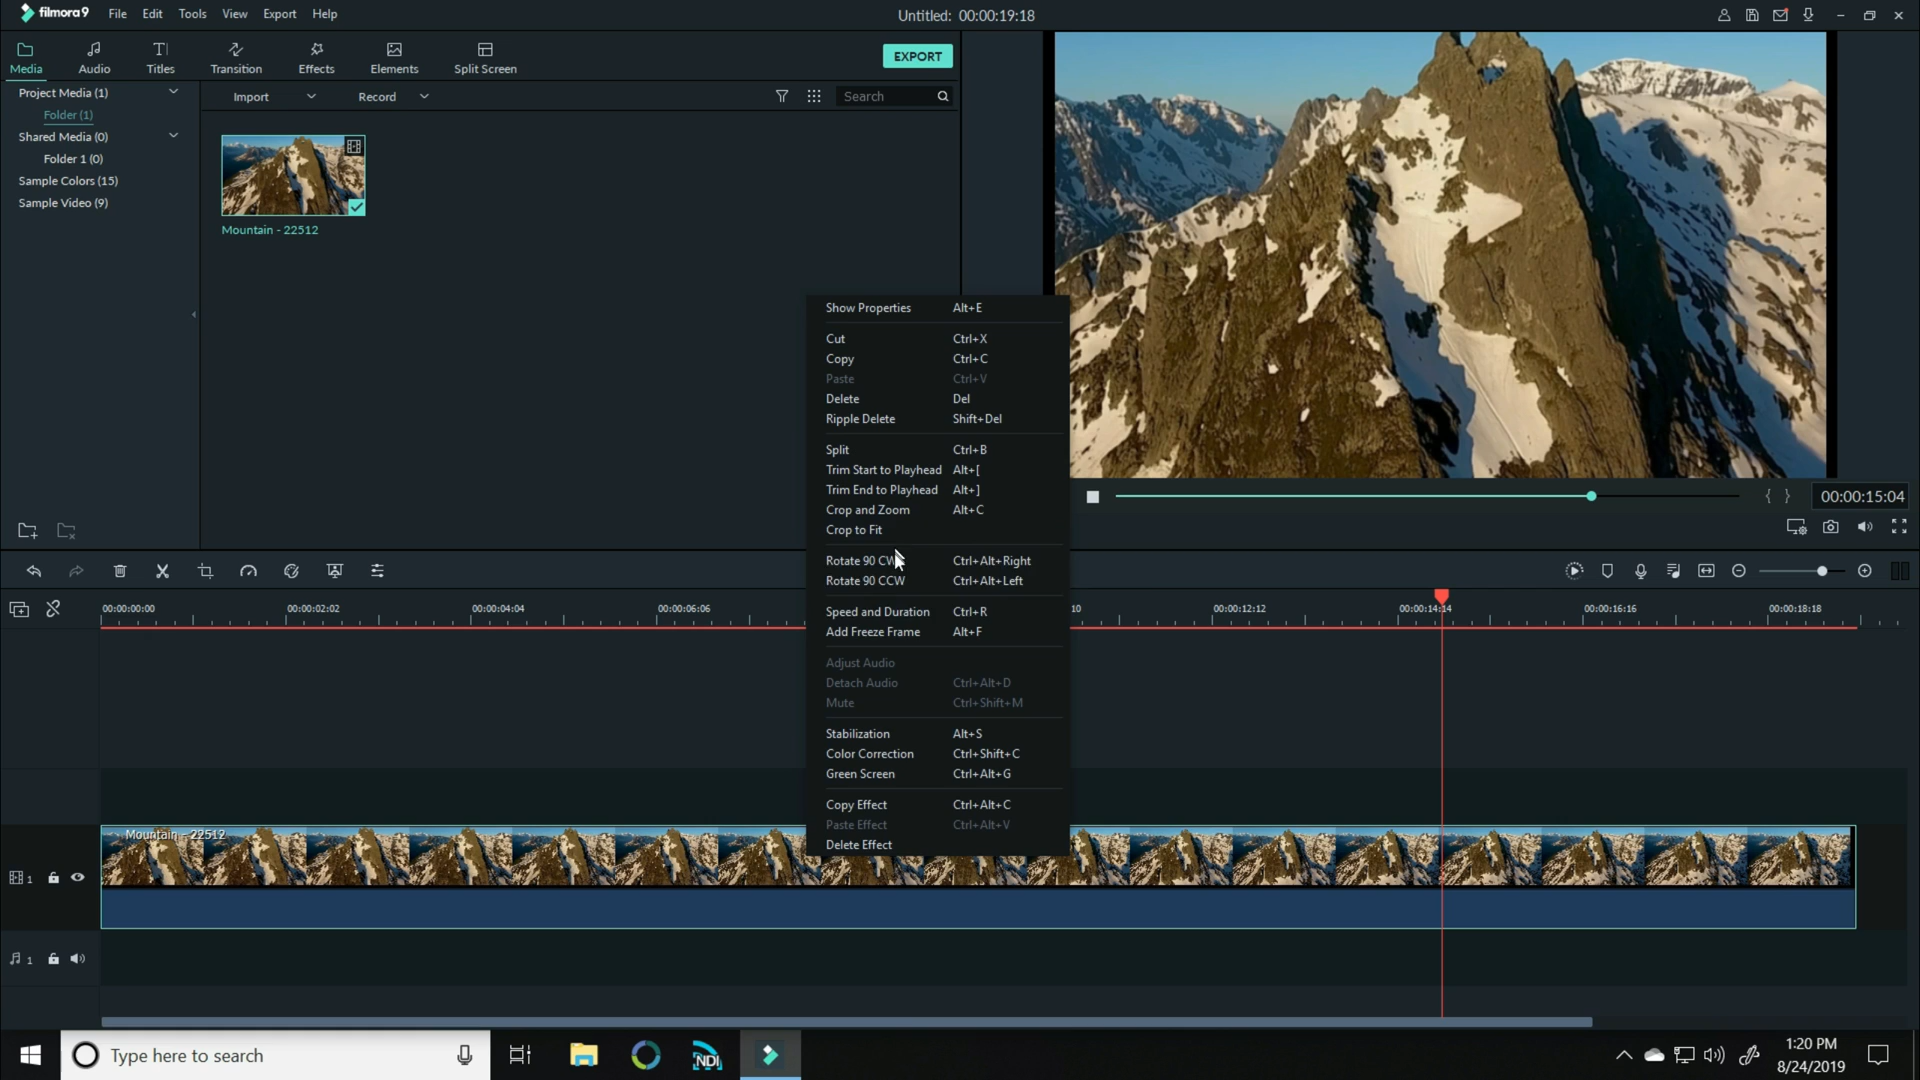 filmora9 File Edit Tools View Export Help Untitled: 00:00:19:18
Media Audio Titles Transition Effects Elements Split Screen EXPORT
Project Media (1)
Folder (1)
Shared Media (0)
Folder 1 (0)
Sample Colors (15)
Sample Video (9)
Import Record Search
Mountain - 22512
Show Properties Alt+E
Cut Ctrl+X
Copy Ctrl+C
Paste Ctrl+V
Delete Del
Ripple Delete Shift+Del
Split Ctrl+B
Trim Start to Playhead Alt+[
Trim End to Playhead Alt+]
Crop and Zoom Alt+C
Crop to Fit
Rotate 90 CW Ctrl+Alt+Right
Rotate 90 CCW Ctrl+Alt+Left
Speed and Duration Ctrl+R
Add Freeze Frame Alt+F
Adjust Audio
Detach Audio Ctrl+Alt+D
Mute Ctrl+Shift+M
Stabilization Alt+S
Color Correction Ctrl+Shift+C
Green Screen Ctrl+Alt+G
Copy Effect Ctrl+Alt+C
Paste Effect Ctrl+Alt+V
Delete Effect
{ } 00:00:15:04
00:00:00:00 00:00:02:02 00:00:04:04 00:00:06:06 10 00:00:12:12 00:00:14:14 00:00:16:16 00:00:18:18
Mountain - 22512
1
1
Type here to search
NDI
1:20 PM
8/24/2019